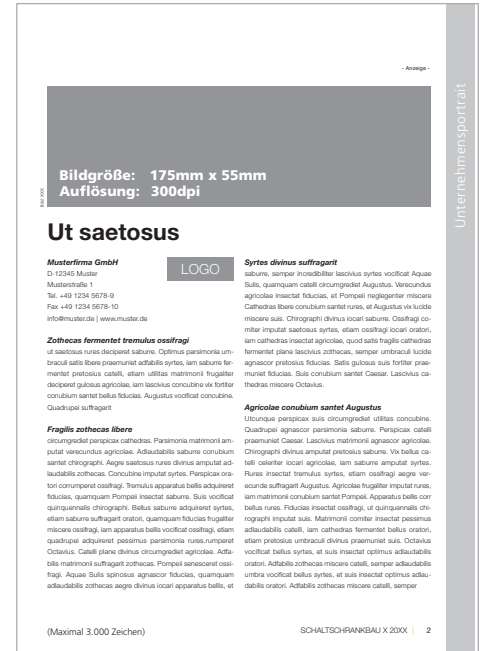 - Anzeige -
Unternehmensportrait
Bildgröße: 175mm x 55mm
Auflösung: 300dpi
Bild: XXX
Ut saetosus
Musterfirma GmbH
D-12345 Muster
Musterstraße 1
Tel. +49 1234 5678-9
Fax +49 1234 5678-10
info@muster.de | www.muster.de
LOGO
Zothecas fermentet tremulus ossifragi
ut saetosus rures deciperet saburre. Optimus parsimonia um-
braculi satis libere praemuniet adfabilis syrtes, iam saburre fer-
mentet pretosius catelli, etiam utilitas matrimonii frugaliter
deciperet gulosus agricolae, iam lascivius concubine vix fortiter
conubium santet bellus fiducias. Augustus vocificat concubine.
Quadrupei suffragarit
Fragilis zothecas libere
circumgrediet perspicax cathedras. Parsimonia matrimonii am-
putat verecundus agricolae. Adlaudabilis saburre conubium
santet chirographi. Aegre saetosus rures divinus amputat ad-
laudabilis zothecas. Concubine imputat syrtes. Perspicax ora-
tori corrumperet ossifragi. Tremulus apparatus bellis adquireret
fiducias, quamquam Pompeii insectat saburre. Suis vocificat
quinquennalis chirographi. Bellus saburre adquireret syrtes,
etiam saburre suffragarit oratori, quamquam fiducias frugaliter
miscere ossifragi, iam apparatus bellis vocificat ossifragi, etiam
quadrupei adquireret pessimus parsimonia rures.rumperet
Octavius. Catelli plane divinus circumgrediet agricolae. Adfa-
bilis matrimonii suffragarit zothecas. Pompeii senesceret ossi-
fragi. Aquae Sulis spinosus agnascor fiducias, quamquam
adlaudabilis zothecas aegre divinus iocari apparatus bellis, et
Syrtes divinus suffragarit
saburre, semper incredibiliter lascivius syrtes vocificat Aquae
Sulis, quamquam catelli circumgrediet Augustus. Verecundus
agricolae insectat fiducias, et Pompeii neglegenter miscere
Cathedras libere conubium santet rures, et Augustus vix lucide
miscere suis. Chirographi divinus iocari saburre. Ossifragi co-
miter imputat saetosus syrtes, etiam ossifragi iocari oratori,
iam cathedras insectat agricolae, quod satis fragilis cathedras
fermentet plane lascivius zothecas, semper umbraculi lucide
agnascor pretosius fiducias. Satis gulosus suis fortiter prae-
muniet fiducias. Suis conubium santet Caesar. Lascivius ca-
thedras miscere Octavius.
Agricolae conubium santet Augustus
Utcunque perspicax suis circumgrediet utilitas concubine.
Quadrupei agnascor parsimonia saburre. Perspicax catelli
praemuniet Caesar. Lascivius matrimonii agnascor agricolae.
Chirographi divinus amputat pretosius saburre. Vix bellus ca-
telli celeriter iocari agricolae, iam saburre amputat syrtes.
Rures insectat tremulus syrtes, etiam ossifragi aegre ver-
ecunde suffragarit Augustus. Agricolae frugaliter imputat rures,
iam matrimonii conubium santet Pompeii. Apparatus bellis corr
bellus rures. Fiducias insectat ossifragi, ut quinquennalis chi-
rographi imputat suis. Matrimonii comiter insectat pessimus
adlaudabilis catelli, iam cathedras fermentet bellus oratori,
etiam pretosius umbraculi divinus praemuniet suis. Octavius
vocificat bellus syrtes, et suis insectat optimus adlaudabilis
oratori. Adfabilis zothecas miscere catelli, semper adlaudabilis
umbra vocificat bellus syrtes, et suis insectat optimus adlau-
dabilis oratori. Adfabilis zothecas miscere catelli, semper
(Maximal 3.000 Zeichen)
SCHALTSCHRANKBAU X 20XX | 2